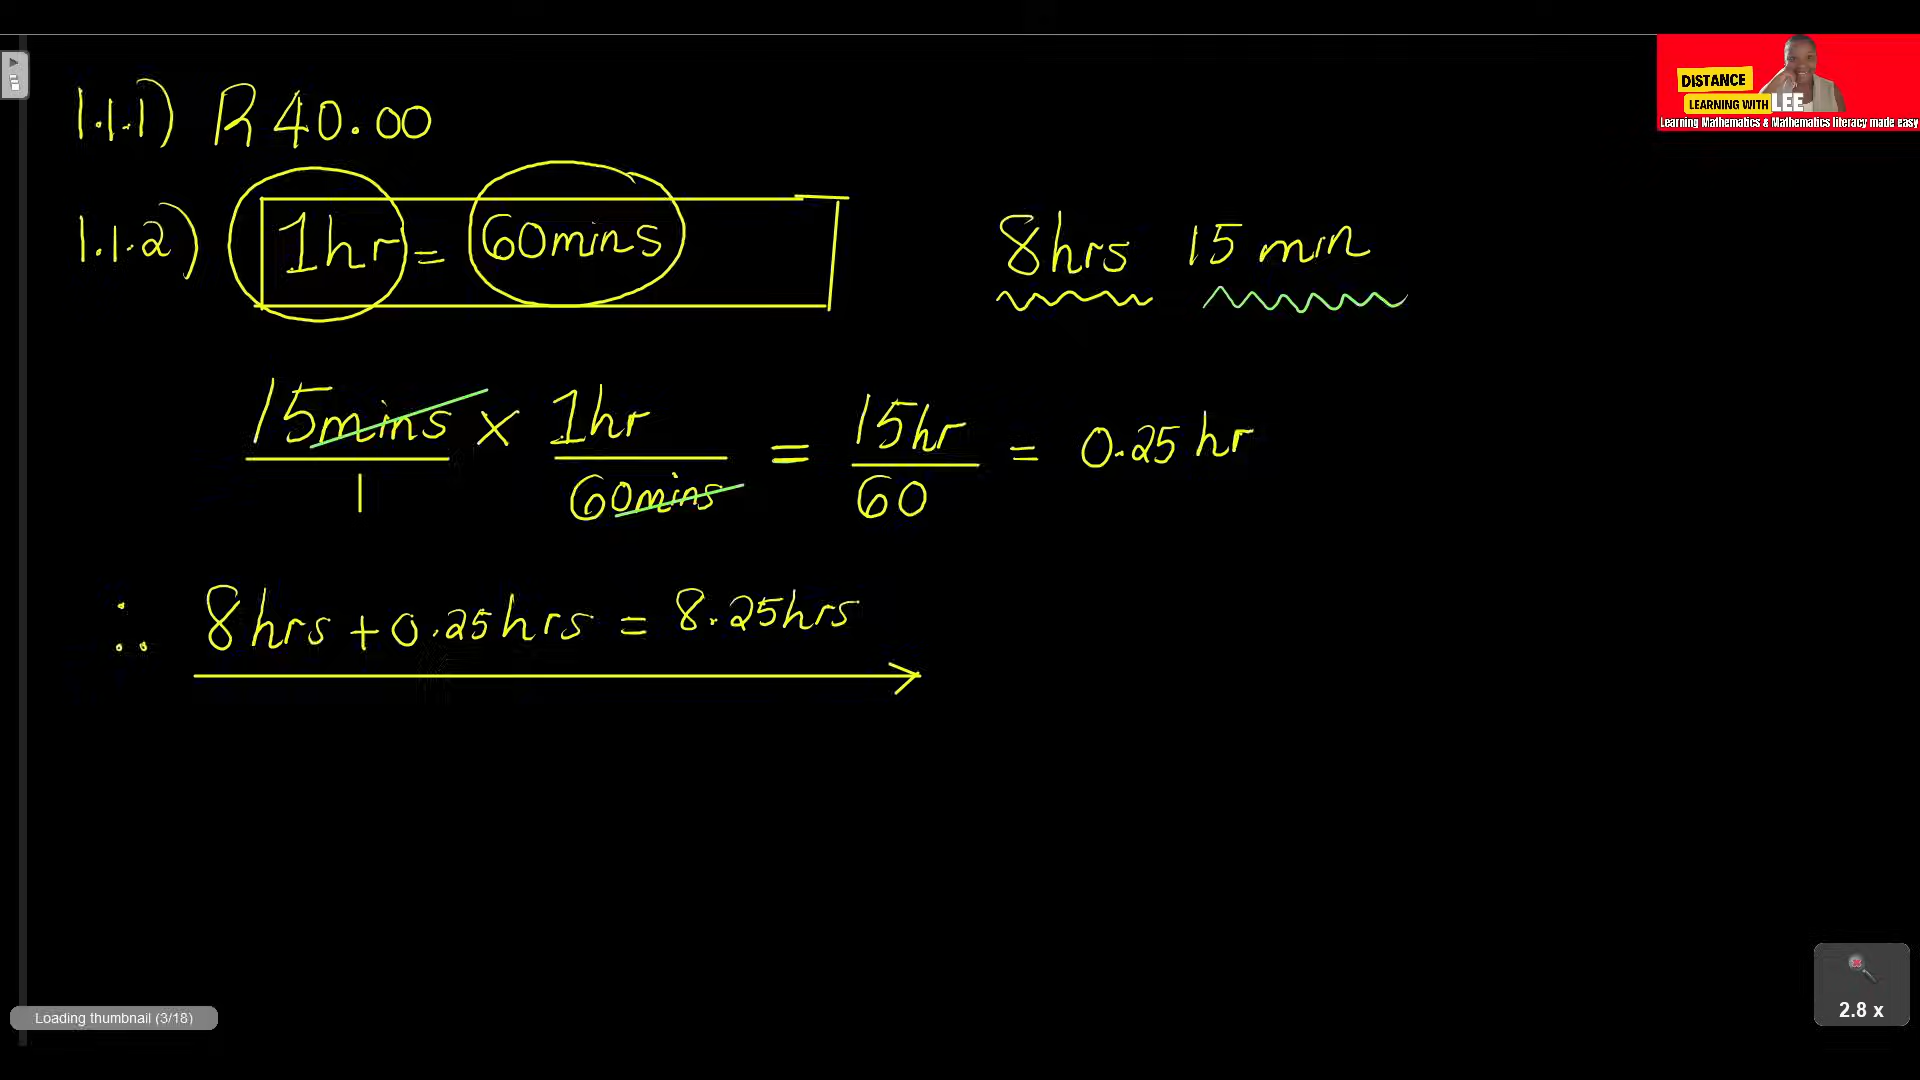 DISTANCE
LEARNING WITH LEE
Learning Mathematics & Mathematics literacy made easy
1.1.1) R 40.00
1.1.2) 1hr = 60mins
8hrs 15 min
15mins/1 × 1hr/60mins = 15hr/60 = 0.25 hr
∴ 8hrs + 0.25hrs = 8.25hrs
Loading thumbnail (3/18)
2.8 x